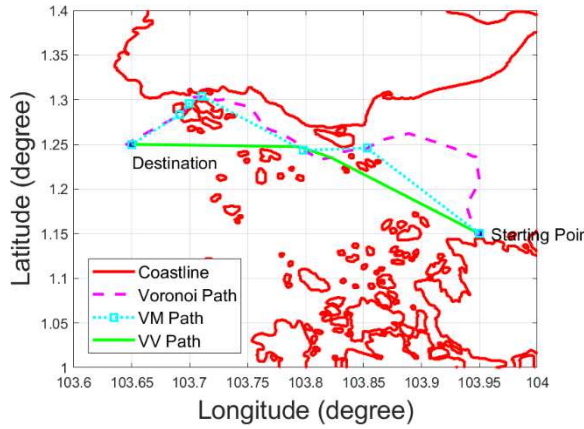 1.4
1.35
1.3
1.25
1.2
1.15
1.1
1.05
1
Latitude (degree)
Destination
Starting Poin
Coastline
Voronoi Path
VM Path
VV Path
103.6
103.65
103.7
103.75
103.8
103.85
103.9
103.95
104
Longitude (degree)